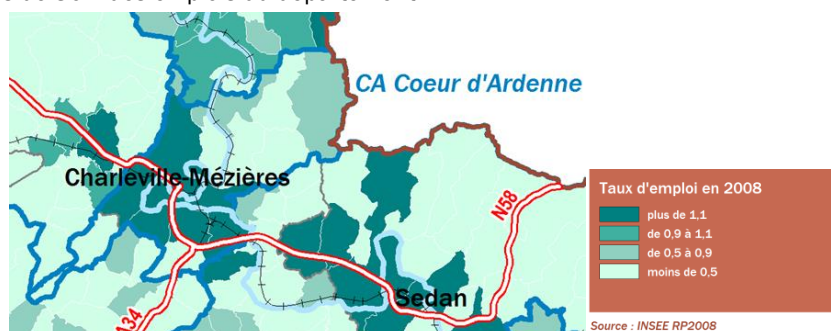 CA Coeur d'Ardenne
Charleville-Mézières
N58
Sedan
A34
Taux d'emploi en 2008
plus de 1,1
de 0,9 à 1,1
de 0,5 à 0,9
moins de 0,5
Source : INSEE RP2008